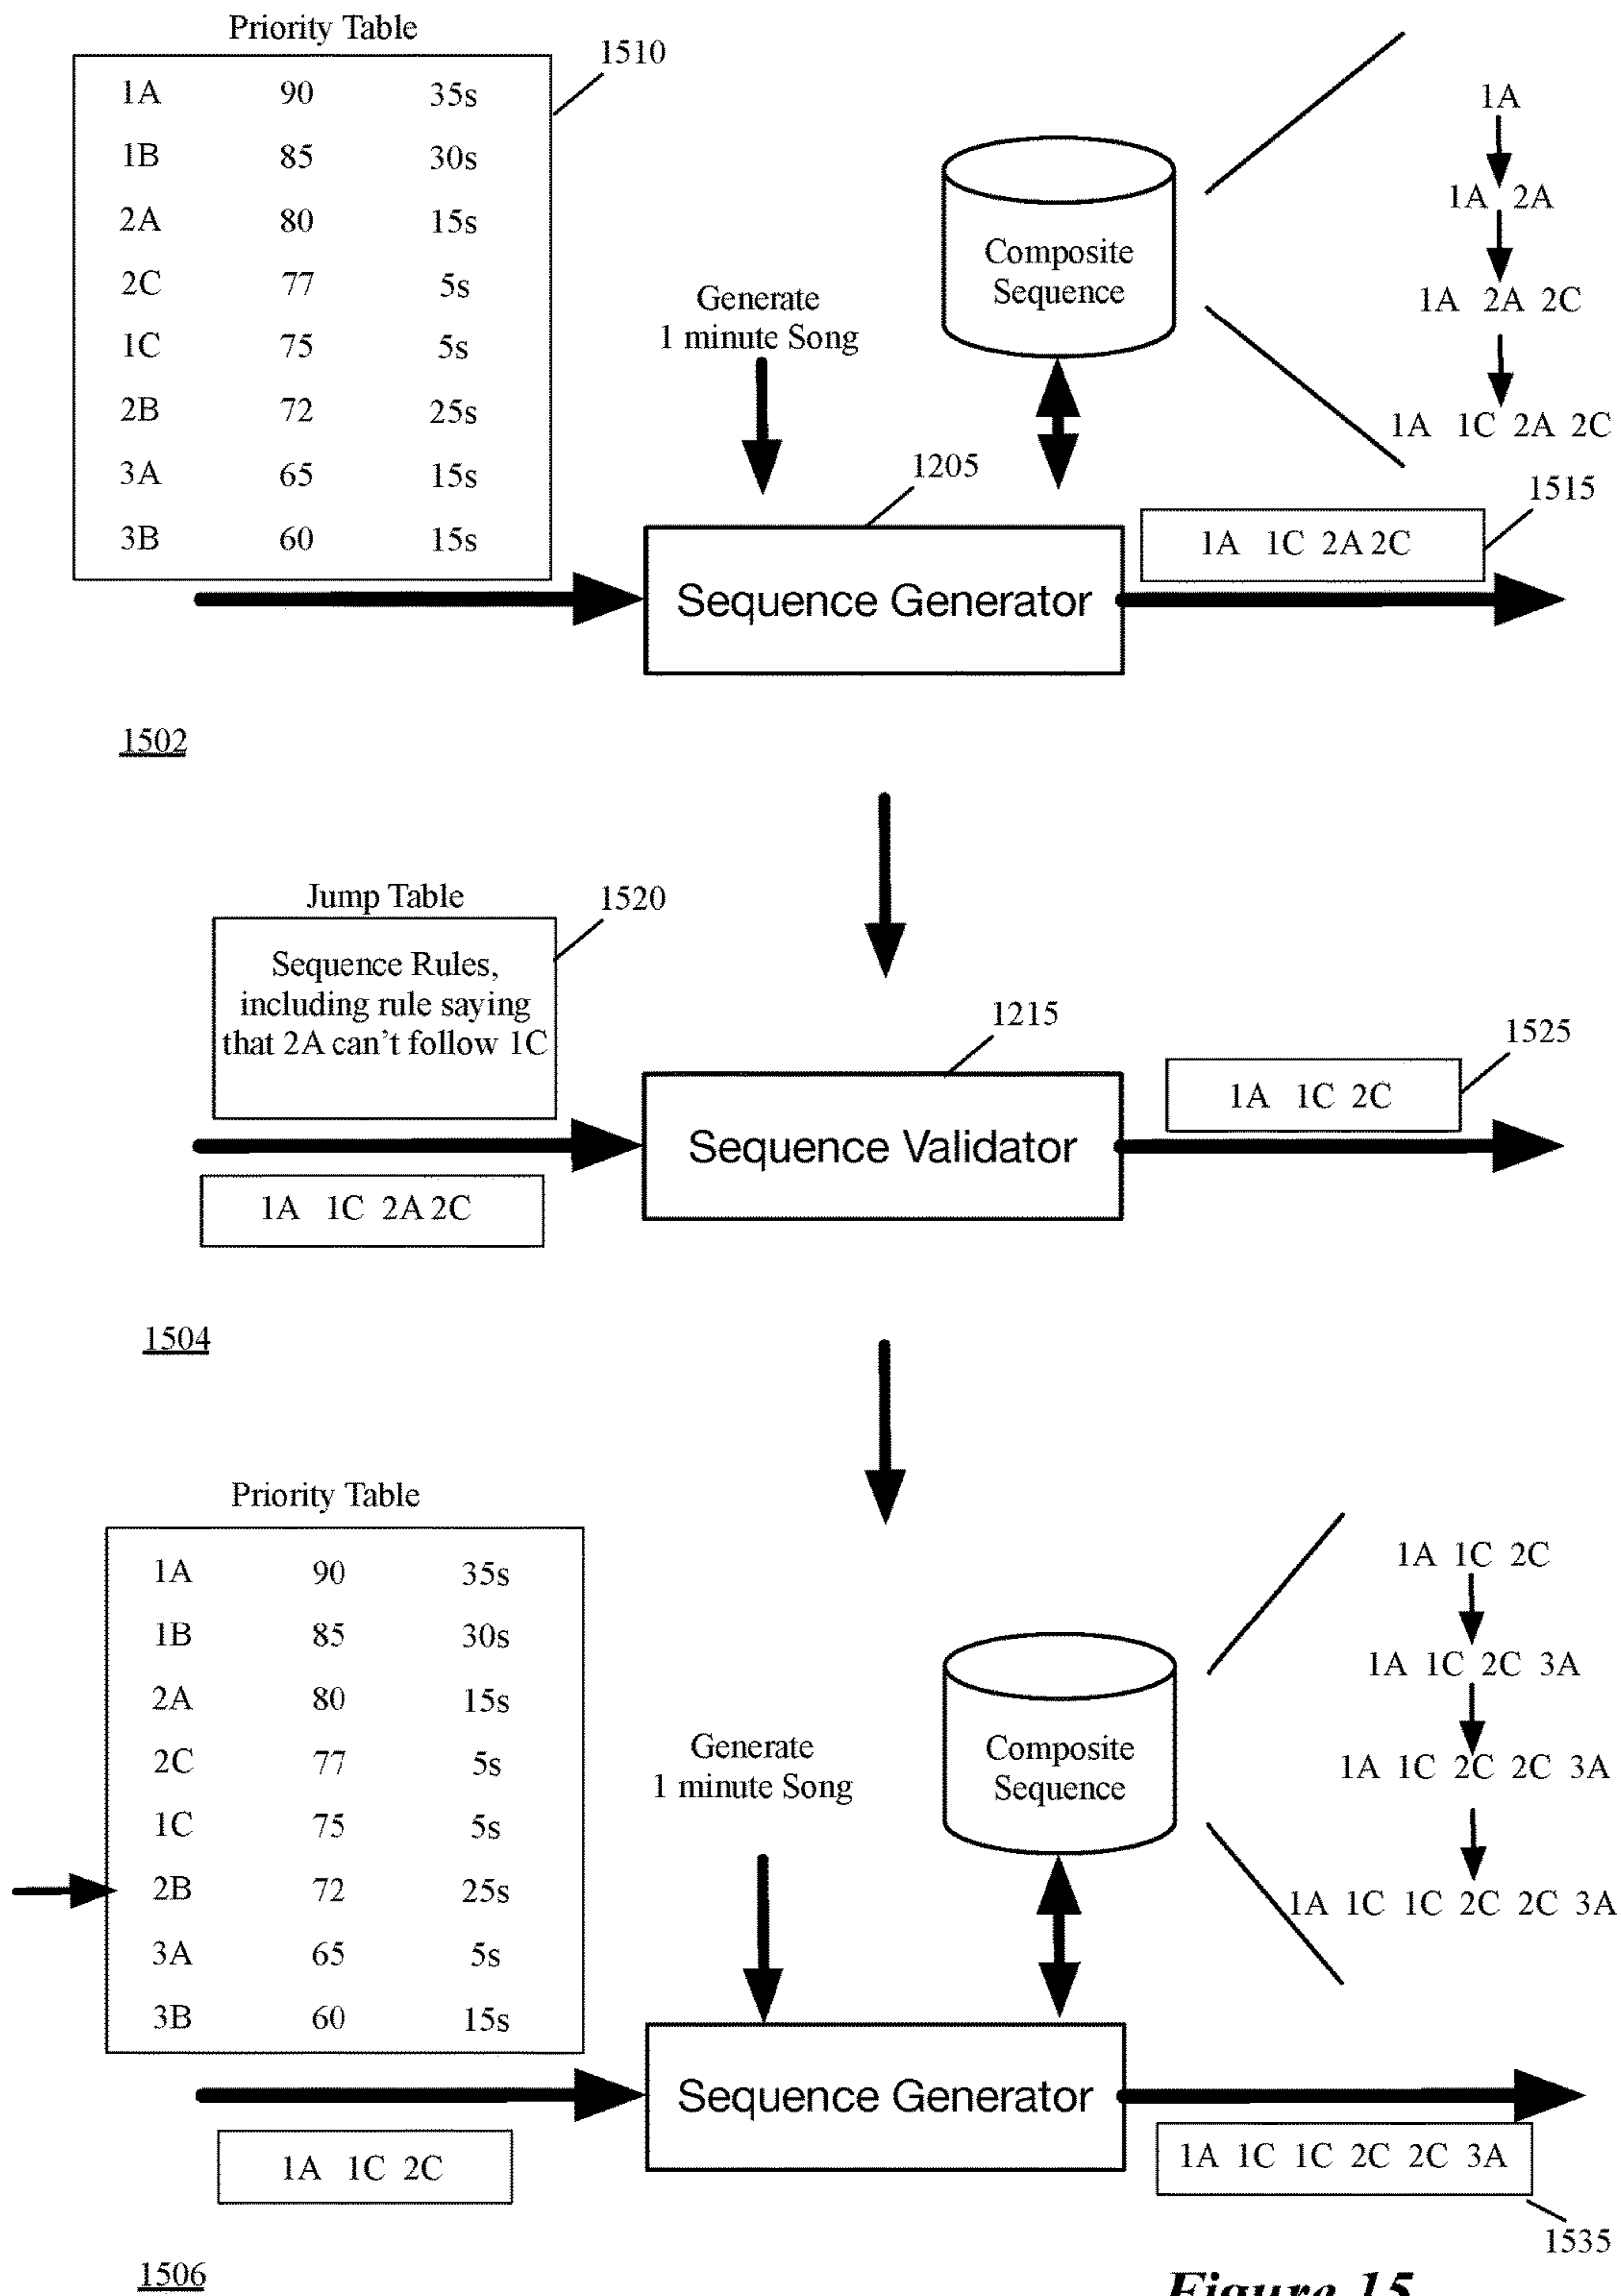 Priority Table
1510
1A 90 35s
1B 85 30s
2A 80 15s
2C 77 5s
1C 75 5s
2B 72 25s
3A 65 15s
3B 60 15s
Generate
1 minute Song
Composite
Sequence
1A
1A 2A
1A 2A 2C
1A 1C 2A 2C
1205
1515
1A 1C 2A 2C
Sequence Generator
1502
Jump Table
1520
Sequence Rules,
including rule saying
that 2A can't follow 1C
1215
1525
1A 1C 2C
Sequence Validator
1A 1C 2A 2C
1504
Priority Table
1A 90 35s
1B 85 30s
2A 80 15s
2C 77 5s
1C 75 5s
2B 72 25s
3A 65 5s
3B 60 15s
Generate
1 minute Song
Composite
Sequence
1A 1C 2C
1A 1C 2C 3A
1A 1C 2C 2C 3A
1A 1C 1C 2C 2C 3A
Sequence Generator
1A 1C 2C
1A 1C 1C 2C 2C 3A
1535
1506
Figure 15